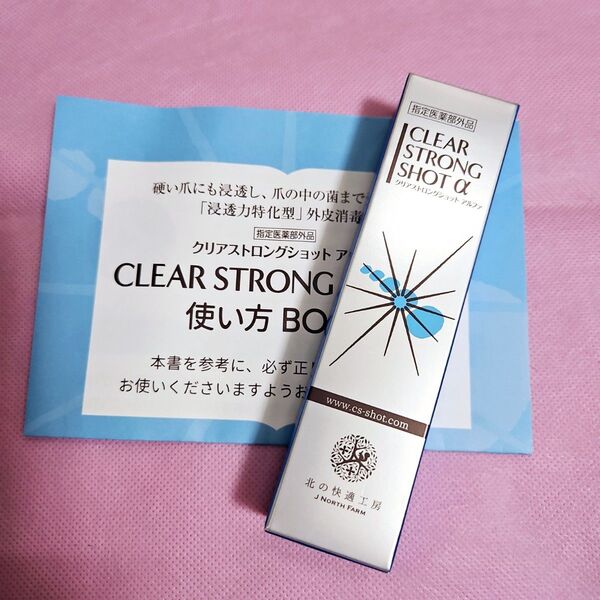 硬い爪にも浸透し、爪の中の菌まで
「浸透力特化型」外皮消毒
指定医薬部外品
クリアストロングショット ア
CLEAR STRONG
使い方 BO
本書を参考に、必ず正
お使いくださいますようお
指定医薬部外品
CLEAR
STRONG
SHOT α
クリアストロングショット アルファ
www.cs-shot.com
北の快適工房
J NORTH FARM